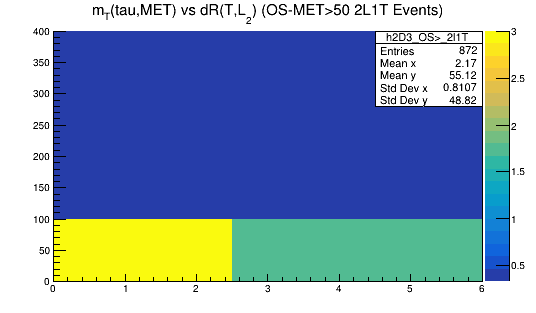 m_T(tau,MET) vs dR(T,L_2) (OS-MET>50 2L1T Events)
h2D3_OS>_2l1T
Entries 872
Mean x 2.17
Mean y 55.12
Std Dev x 0.8107
Std Dev y 48.82
400
350
300
250
200
150
100
50
0
0 1 2 3 4 5 6
3
2.5
2
1.5
1
0.5